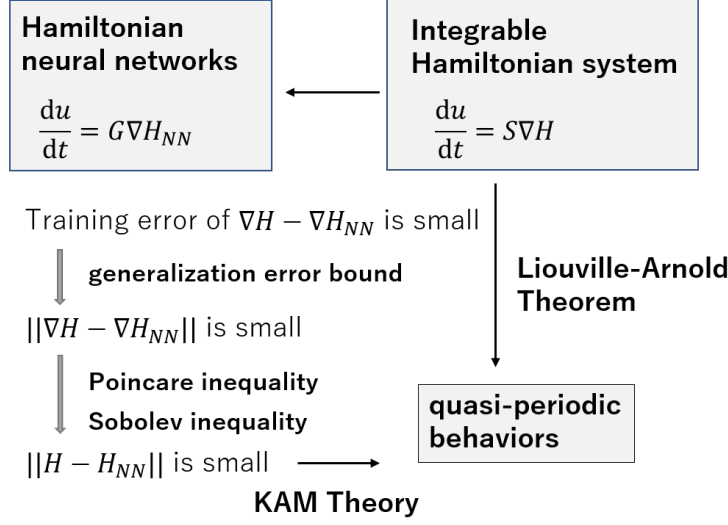 Hamiltonian
neural networks
du
dt
= G∇H_NN
Integrable
Hamiltonian system
du
dt
= S∇H
Training error of ∇H − ∇H_NN is small
generalization error bound
||∇H − ∇H_NN|| is small
Poincare inequality
Sobolev inequality
||H − H_NN|| is small
KAM Theory
Liouville-Arnold
Theorem
quasi-periodic
behaviors